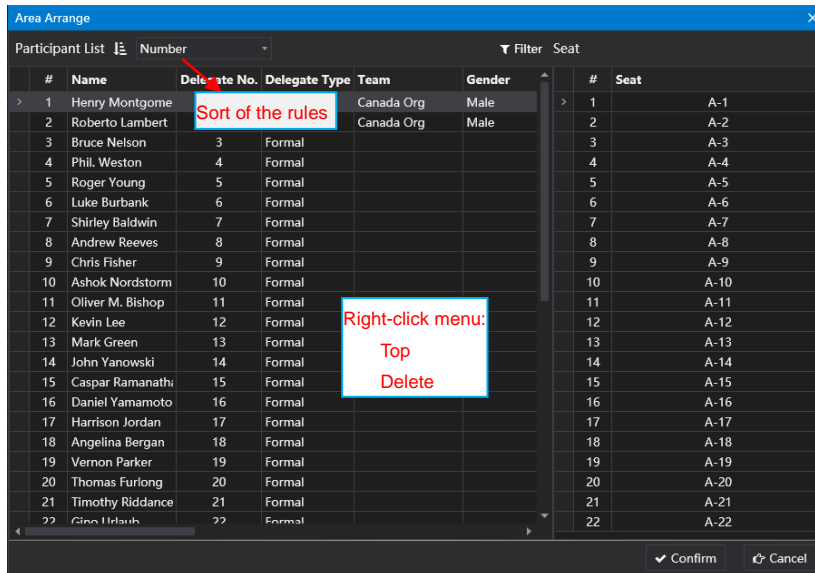 Area Arrange
Participant List Number Filter Seat
# Name Delegate No. Delegate Type Team Gender # Seat
1 Henry Montgome Canada Org Male 1 A-1
Sort of the rules
2 Roberto Lambert Canada Org Male 2 A-2
3 Bruce Nelson 3 Formal 3 A-3
4 Phil. Weston 4 Formal 4 A-4
5 Roger Young 5 Formal 5 A-5
6 Luke Burbank 6 Formal 6 A-6
7 Shirley Baldwin 7 Formal 7 A-7
8 Andrew Reeves 8 Formal 8 A-8
9 Chris Fisher 9 Formal 9 A-9
10 Ashok Nordstorm 10 Formal 10 A-10
11 Oliver M. Bishop 11 Formal 11 A-11
12 Kevin Lee 12 Formal Right-click menu: 12 A-12
13 Mark Green 13 Formal 13 A-13
Top
14 John Yanowski 14 Formal 14 A-14
15 Caspar Ramanatha 15 Formal Delete 15 A-15
16 Daniel Yamamoto 16 Formal 16 A-16
17 Harrison Jordan 17 Formal 17 A-17
18 Angelina Bergan 18 Formal 18 A-18
19 Vernon Parker 19 Formal 19 A-19
20 Thomas Furlong 20 Formal 20 A-20
21 Timothy Riddance 21 Formal 21 A-21
22 Gino Urlaub 22 Formal 22 A-22
Confirm Cancel